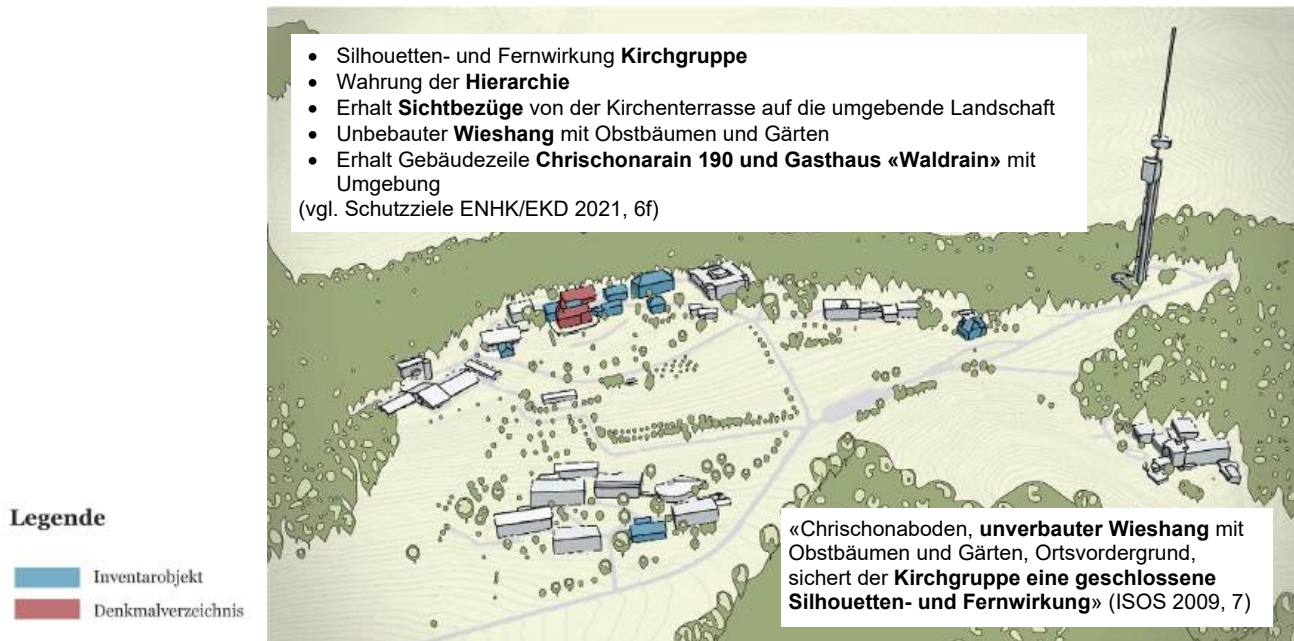 • Silhouetten- und Fernwirkung Kirchgruppe
• Wahrung der Hierarchie
• Erhalt Sichtbezüge von der Kirchenterrasse auf die umgebende Landschaft
• Unbebauter Wieshang mit Obstbäumen und Gärten
• Erhalt Gebäudezeile Chrischonarain 190 und Gasthaus «Waldrain» mit
Umgebung
(vgl. Schutzziele ENHK/EKD 2021, 6f)
«Chrischonaboden, unverbauter Wieshang mit
Obstbäumen und Gärten, Ortsvordergrund,
sichert der Kirchgruppe eine geschlossene
Silhouetten- und Fernwirkung» (ISOS 2009, 7)
Legende
Inventarobjekt
Denkmalverzeichnis